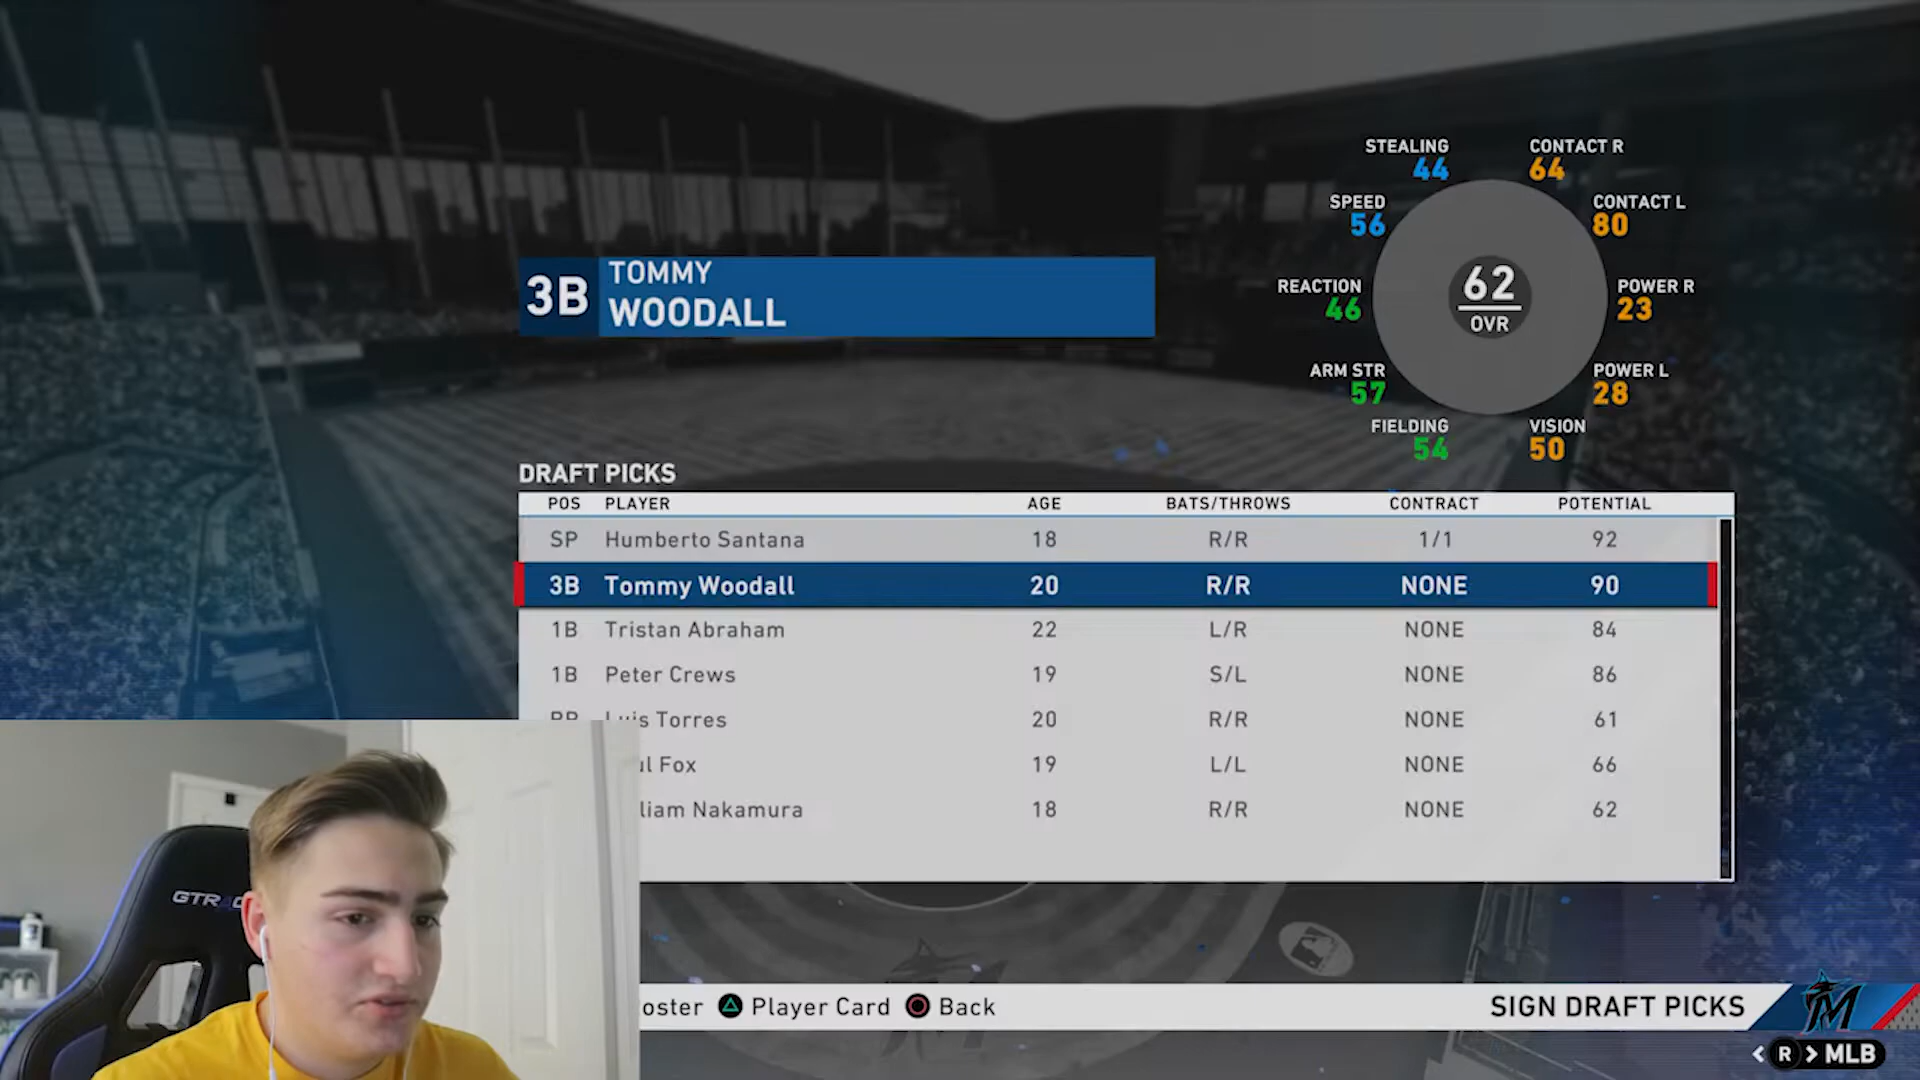 STEALING
44
CONTACT R
64
SPEED
56
CONTACT L
80
3B
TOMMY
WOODALL
REACTION
46
62
OVR
POWER R
23
ARM STR
57
POWER L
28
FIELDING
54
VISION
50
DRAFT PICKS
POS PLAYER AGE BATS/THROWS CONTRACT POTENTIAL
SP Humberto Santana 18 R/R 1/1 92
3B Tommy Woodall 20 R/R NONE 90
1B Tristan Abraham 22 L/R NONE 84
1B Peter Crews 19 S/L NONE 86
Torres 20 R/R NONE 61
Fox 19 L/L NONE 66
Nakamura 18 R/R NONE 62
oster Player Card Back
SIGN DRAFT PICKS
M
< R > MLB